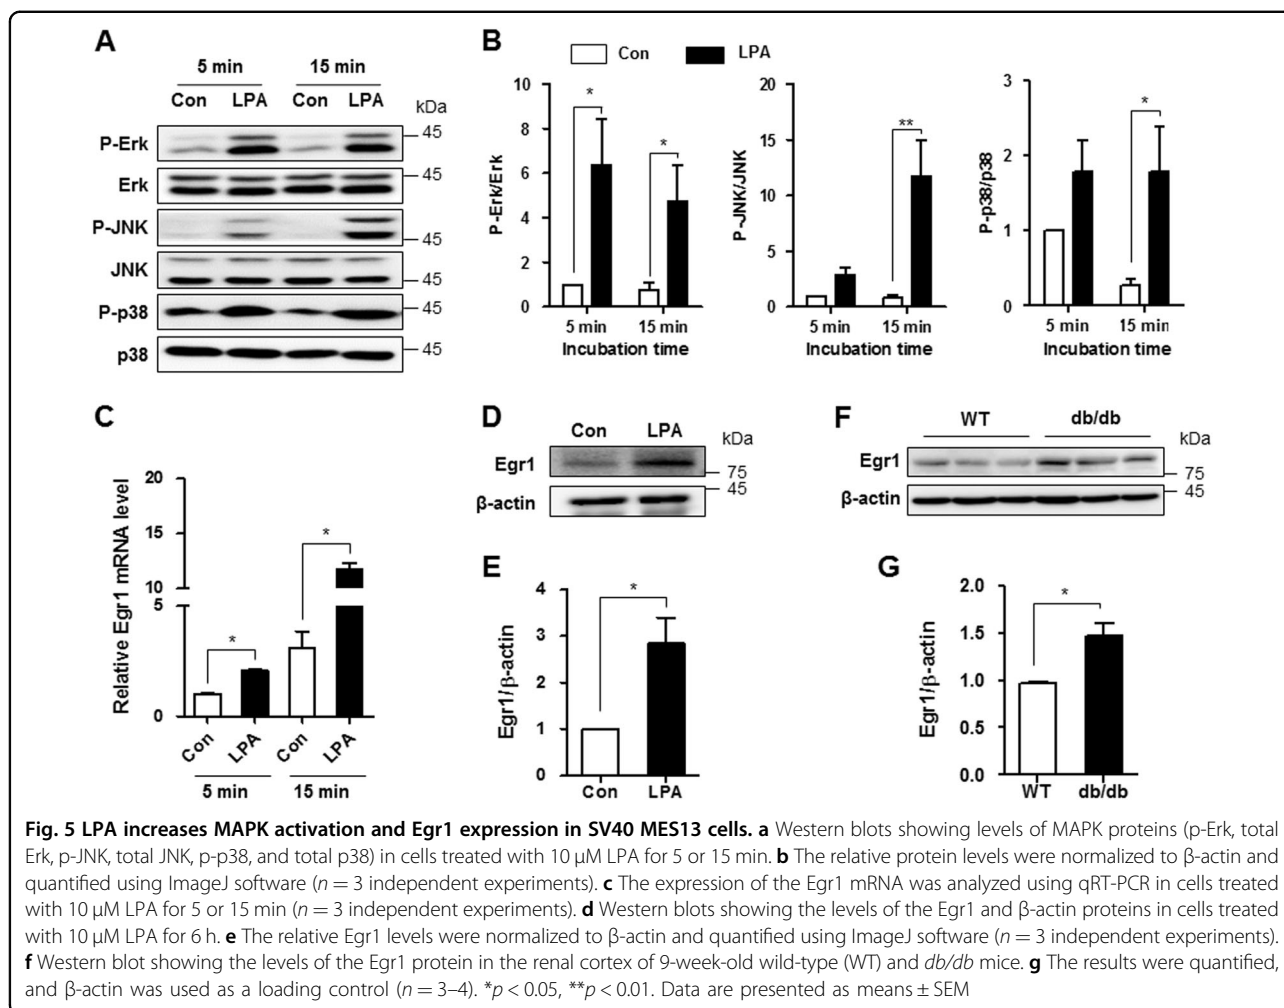 A
5 min 15 min
Con LPA Con LPA kDa
P-Erk 45
Erk 45
P-JNK 45
JNK 45
P-p38 45
p38 45
B
Con LPA
10
8
6
4
2
0
P-Erk/Erk
* *
5 min 15 min
Incubation time
20
15
10
5
0
P-JNK/JNK
**
5 min 15 min
Incubation time
3
2
1
0
P-p38/p38
*
5 min 15 min
Incubation time
C
Relative Egr1 mRNA level
20
15
10
5
0
* *
Con LPA Con LPA
5 min 15 min
D
Con LPA kDa
Egr1 75
β-actin 45
E
Egr1/β-actin
4
3
2
1
0
*
Con LPA
F
WT db/db kDa
Egr1 75
β-actin 45
G
Egr1/β-actin
2.0
1.5
1.0
0.5
0.0
*
WT db/db
Fig. 5 LPA increases MAPK activation and Egr1 expression in SV40 MES13 cells. a Western blots showing levels of MAPK proteins (p-Erk, total
Erk, p-JNK, total JNK, p-p38, and total p38) in cells treated with 10 µM LPA for 5 or 15 min. b The relative protein levels were normalized to β-actin and
quantified using ImageJ software (n = 3 independent experiments). c The expression of the Egr1 mRNA was analyzed using qRT-PCR in cells treated
with 10 µM LPA for 5 or 15 min (n = 3 independent experiments). d Western blots showing the levels of the Egr1 and β-actin proteins in cells treated
with 10 µM LPA for 6 h. e The relative Egr1 levels were normalized to β-actin and quantified using ImageJ software (n = 3 independent experiments).
f Western blot showing the levels of the Egr1 protein in the renal cortex of 9-week-old wild-type (WT) and db/db mice. g The results were quantified,
and β-actin was used as a loading control (n = 3–4). *p < 0.05, **p < 0.01. Data are presented as means ± SEM